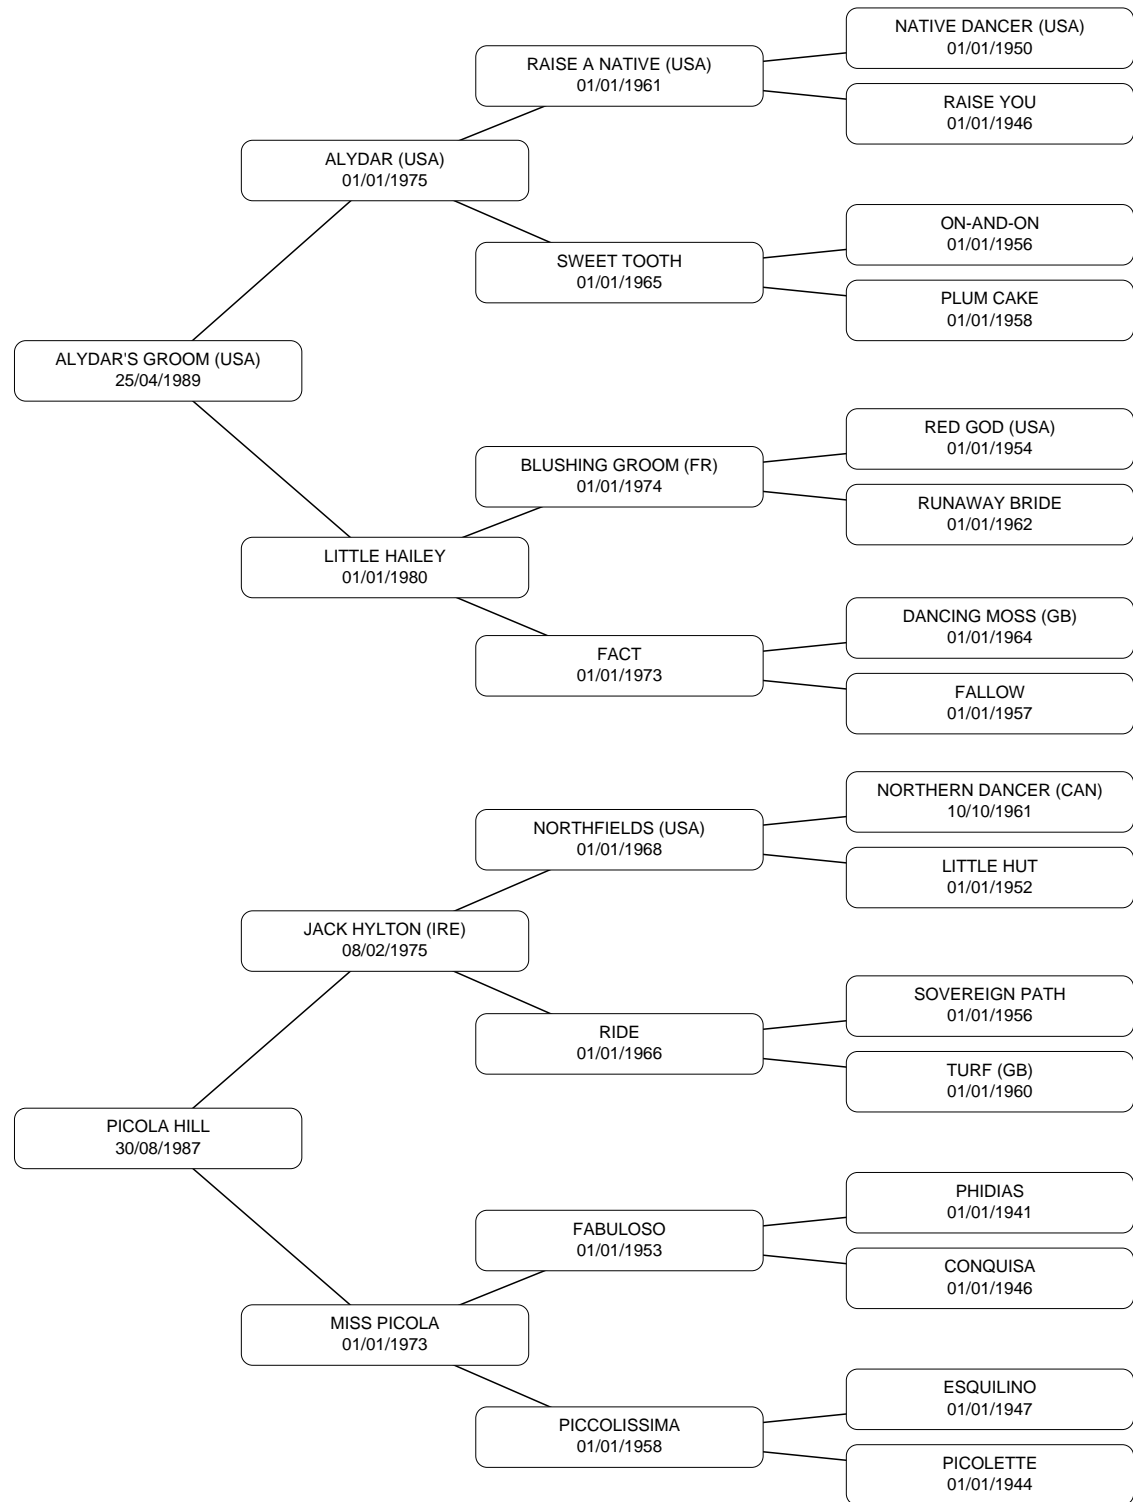 NATIVE DANCER (USA)
01/01/1950
RAISE A NATIVE (USA)
01/01/1961
RAISE YOU
01/01/1946
ALYDAR (USA)
01/01/1975
ON-AND-ON
01/01/1956
SWEET TOOTH
01/01/1965
PLUM CAKE
01/01/1958
ALYDAR'S GROOM (USA)
25/04/1989
RED GOD (USA)
01/01/1954
BLUSHING GROOM (FR)
01/01/1974
RUNAWAY BRIDE
01/01/1962
LITTLE HAILEY
01/01/1980
DANCING MOSS (GB)
01/01/1964
FACT
01/01/1973
FALLOW
01/01/1957
NORTHERN DANCER (CAN)
10/10/1961
NORTHFIELDS (USA)
01/01/1968
LITTLE HUT
01/01/1952
JACK HYLTON (IRE)
08/02/1975
SOVEREIGN PATH
01/01/1956
RIDE
01/01/1966
TURF (GB)
01/01/1960
PICOLA HILL
30/08/1987
PHIDIAS
01/01/1941
FABULOSO
01/01/1953
CONQUISA
01/01/1946
MISS PICOLA
01/01/1973
ESQUILINO
01/01/1947
PICCOLISSIMA
01/01/1958
PICOLETTE
01/01/1944